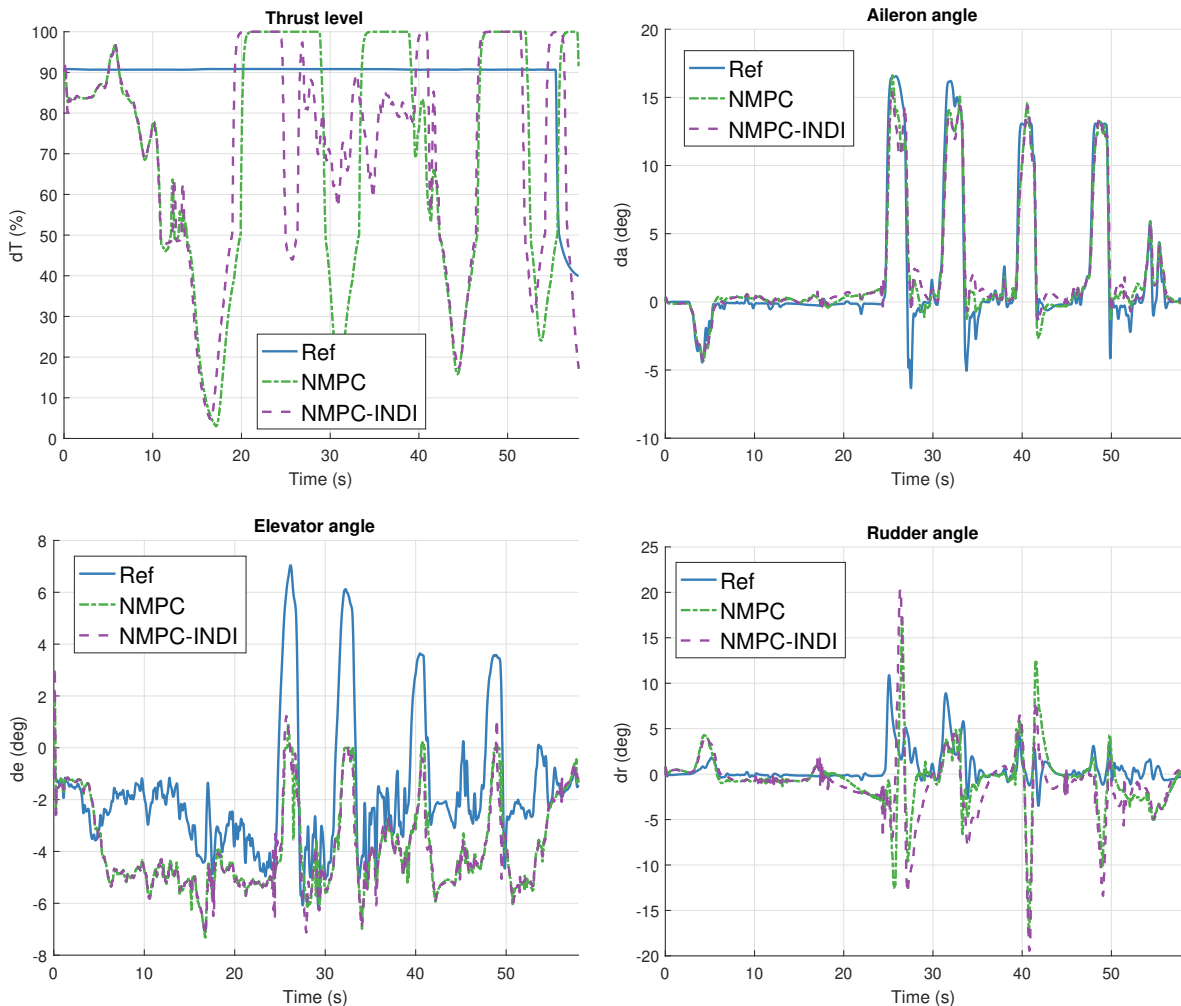 Thrust level
100
90
80
70
60
50
40
30
20
10
0
dT (%)
Ref
NMPC
NMPC-INDI
0
10
20
30
40
50
Time (s)
Aileron angle
20
15
10
5
0
-5
-10
da (deg)
Ref
NMPC
NMPC-INDI
0
10
20
30
40
50
Time (s)
Elevator angle
8
6
4
2
0
-2
-4
-6
-8
de (deg)
Ref
NMPC
NMPC-INDI
0
10
20
30
40
50
Time (s)
Rudder angle
25
20
15
10
5
0
-5
-10
-15
-20
dr (deg)
Ref
NMPC
NMPC-INDI
0
10
20
30
40
50
Time (s)